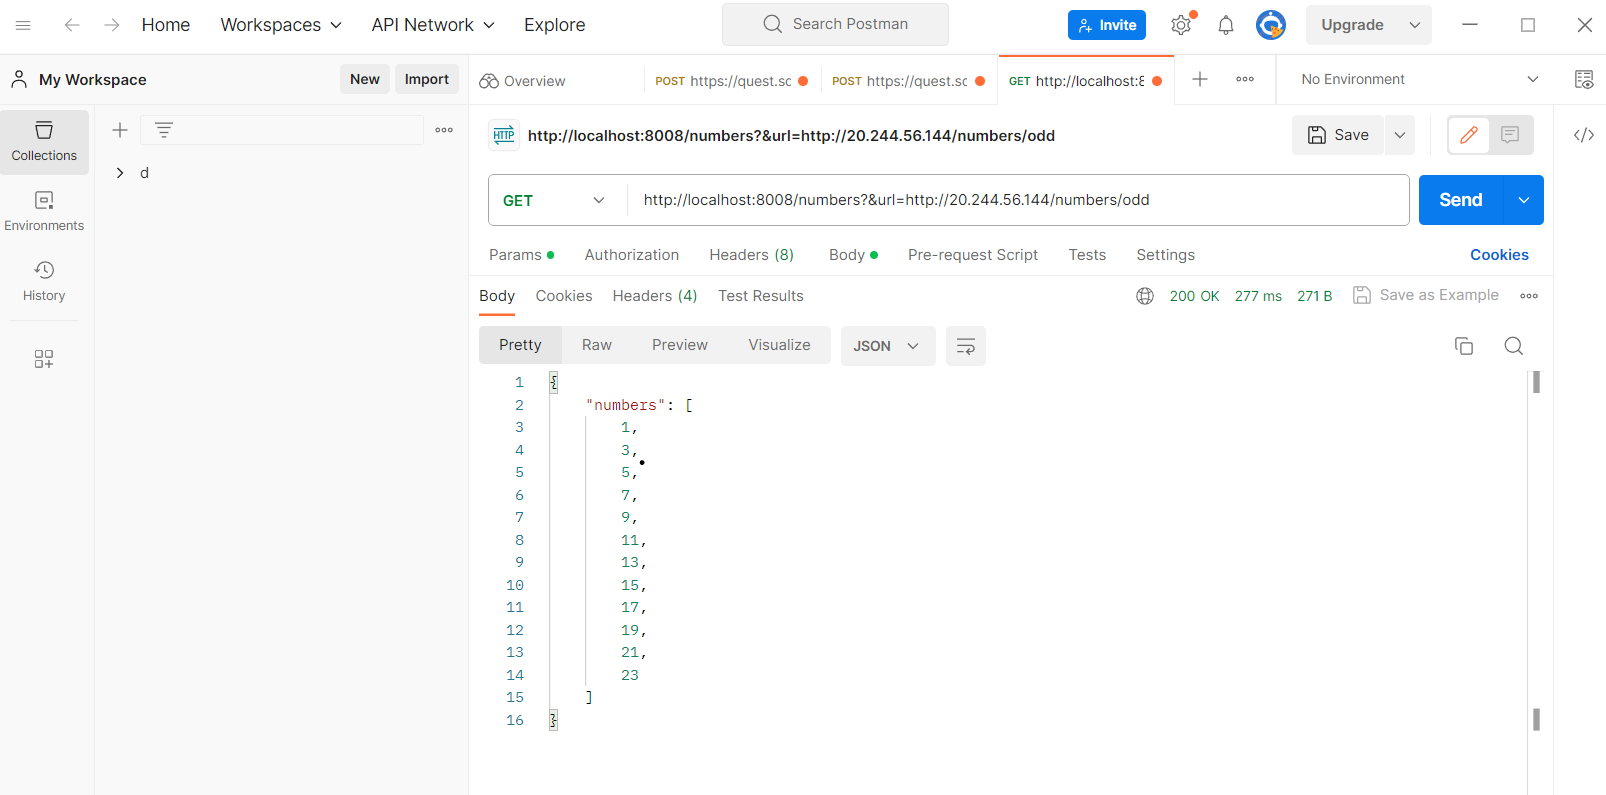 Home Workspaces API Network Explore Search Postman Invite Upgrade
My Workspace New Import Overview POST https://quest.sc POST https://quest.sc GET http://localhost:8 No Environment
Collections
d
Environments
History
HTTP http://localhost:8008/numbers?&url=http://20.244.56.144/numbers/odd Save
GET http://localhost:8008/numbers?&url=http://20.244.56.144/numbers/odd Send
Params Authorization Headers (8) Body Pre-request Script Tests Settings Cookies
Body Cookies Headers (4) Test Results 200 OK 277 ms 271 B Save as Example
Pretty Raw Preview Visualize JSON
1 {
2 "numbers": [
3 1,
4 3,
5 5,
6 7,
7 9,
8 11,
9 13,
10 15,
11 17,
12 19,
13 21,
14 23
15 ]
16 }